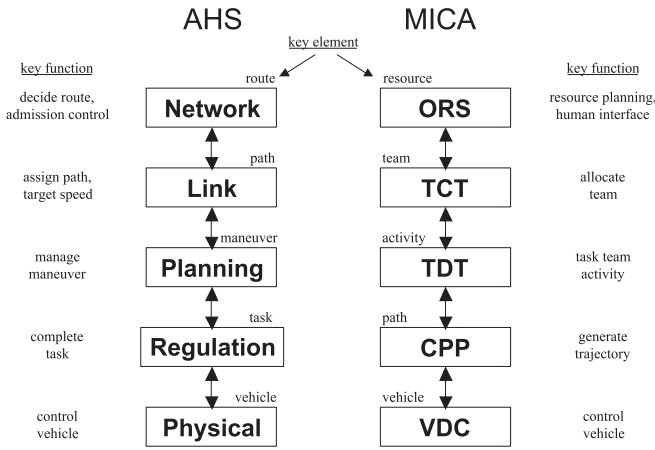 AHS
MICA
key element
key function
key function
route
resource
decide route,
admission control
Network
ORS
resource planning,
human interface
path
team
assign path,
target speed
Link
TCT
allocate
team
maneuver
activity
manage
maneuver
Planning
TDT
task team
activity
task
path
complete
task
Regulation
CPP
generate
trajectory
vehicle
vehicle
control
vehicle
Physical
VDC
control
vehicle